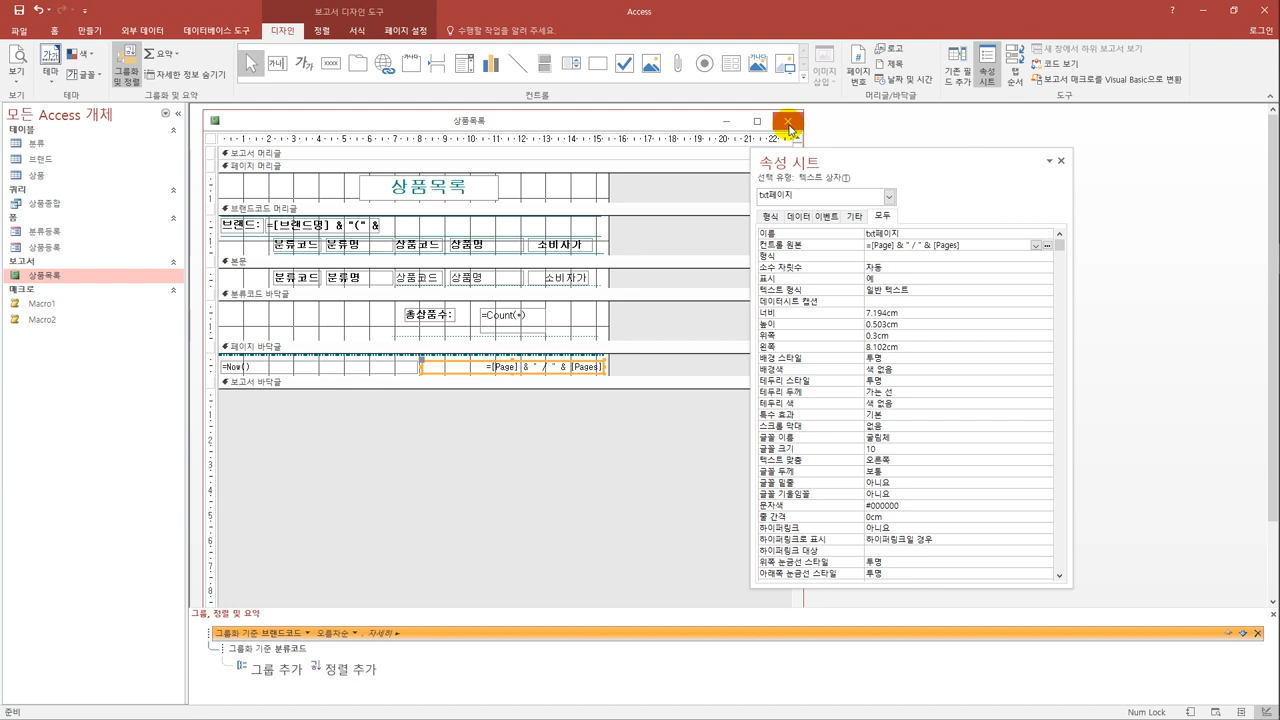 보고서 디자인 도구
Access
?
로그인
파일 홈 만들기 외부 데이터 데이터베이스 도구 디자인 정렬 서식 페이지 설정 수행할 작업을 알려 주세요.
보기
테마
색
글꼴
그룹화 및 정렬
요약
자세한 정보 숨기기
이미지 삽입
페이지 번호
로고
제목
날짜 및 시간
기존 필드 추가
속성 시트
탭 순서
새 창에서 하위 보고서 보기
코드 보기
보고서 매크로를 Visual Basic으로 변환
보기 테마 그룹화 및 요약 컨트롤 머리글/바닥글 도구
모든 Access 개체
테이블
분류
브랜드
상품
쿼리
상품종합
폼
분류등록
상품등록
보고서
상품목록
매크로
Macro1
Macro2
상품목록
1 2 3 4 5 6 7 8 9 10 11 12 13 14 15 16 17 18 19 20 21 22
보고서 머리글
페이지 머리글
상품목록
브랜드코드 머리글
브랜드: =[브랜드명] & "(" &
분류코드 분류명 상품코드 상품명 소비자가
본문
분류코드 분류명 상품코드 상품명 소비자가
분류코드 바닥글
총상품수: =Count(*)
페이지 바닥글
=Now() =[Page] & " / " & [Pages]
보고서 바닥글
속성 시트
선택 유형: 텍스트 상자(T)
txt페이지
형식 데이터 이벤트 기타 모두
이름 txt페이지
컨트롤 원본 =[Page] & " / " & [Pages]
형식
소수 자릿수 자동
표시 예
텍스트 형식 일반 텍스트
데이터시트 캡션
너비 7.194cm
높이 0.503cm
위쪽 0.3cm
왼쪽 8.102cm
배경 스타일 투명
배경색 색 없음
테두리 스타일 투명
테두리 두께 가는 선
테두리 색 색 없음
특수 효과 기본
스크롤 막대 없음
글꼴 이름 굴림체
글꼴 크기 10
텍스트 맞춤 오른쪽
글꼴 두께 보통
글꼴 밑줄 아니요
글꼴 기울임꼴 아니요
문자색 #000000
줄 간격 0cm
하이퍼링크 아니요
하이퍼링크로 표시 하이퍼링크일 경우
하이퍼링크 대상
위쪽 눈금선 스타일 투명
아래쪽 눈금선 스타일 투명
그룹, 정렬 및 요약
그룹화 기준 브랜드코드 오름차순 , 자세히
그룹화 기준 분류코드
그룹 추가 정렬 추가
준비
Num Lock